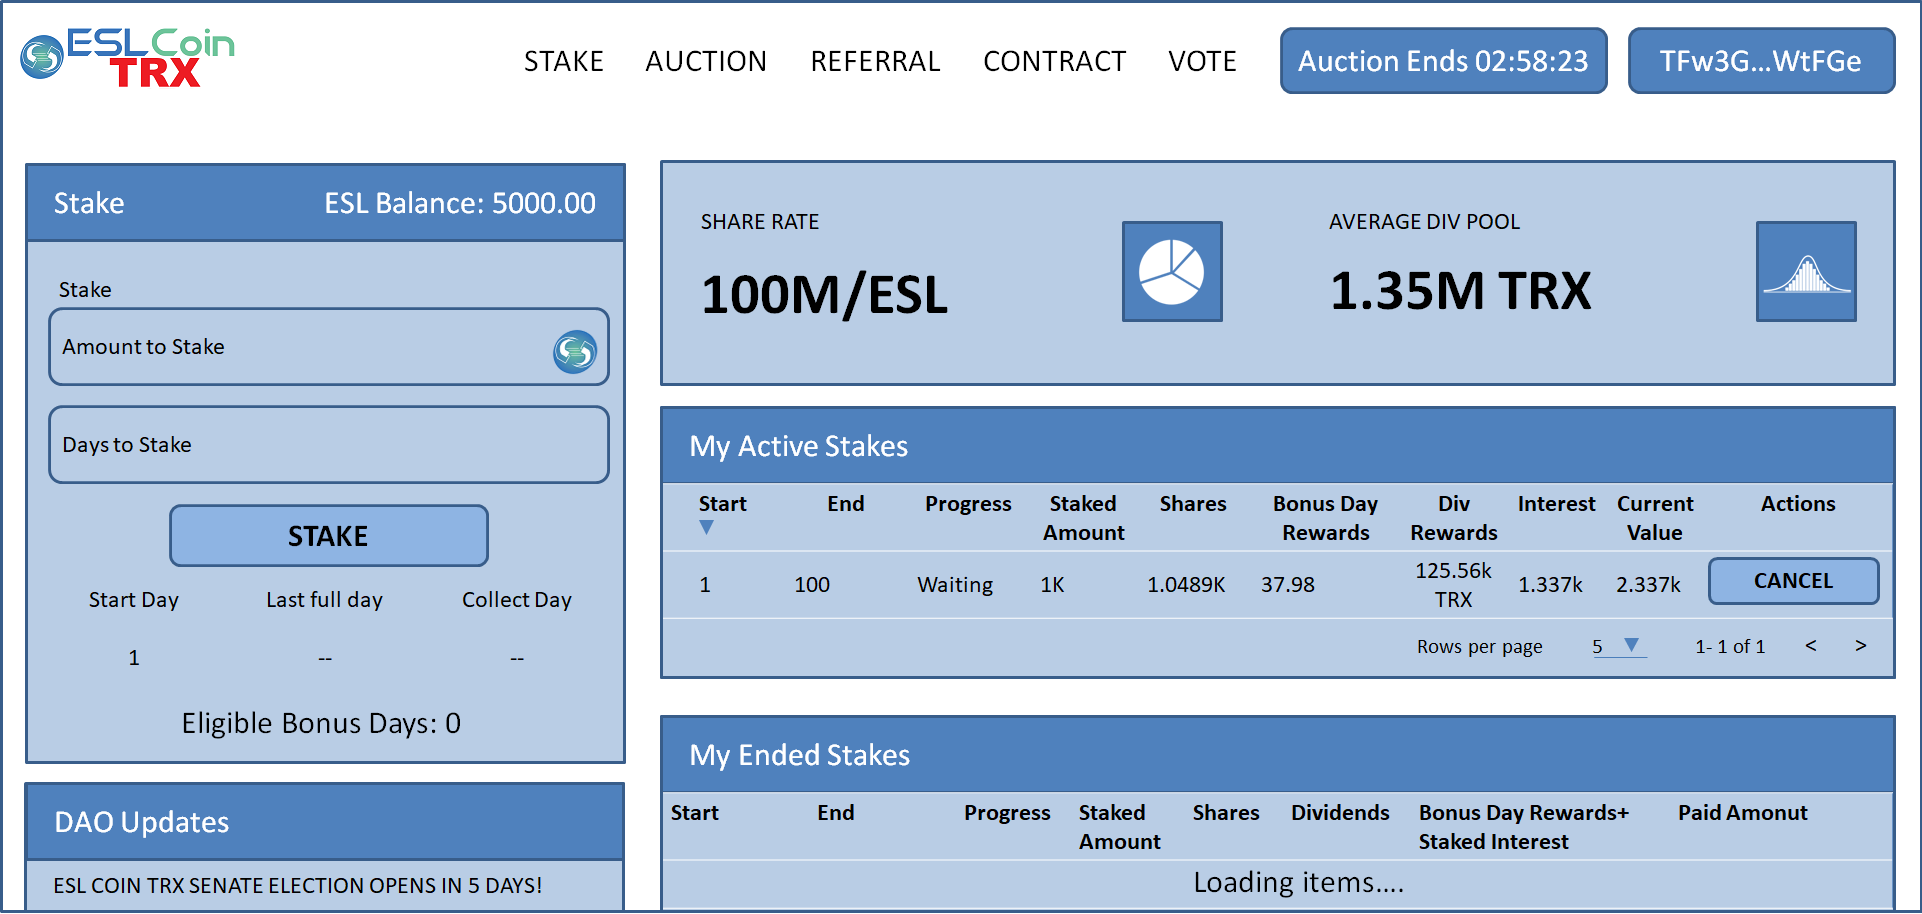 ESL Coin
TRX
STAKE AUCTION REFERRAL CONTRACT VOTE Auction Ends 02:58:23 TFw3G...WtFGe
Stake ESL Balance: 5000.00
Stake
Amount to Stake
Days to Stake
STAKE
Start Day Last full day Collect Day
1 -- --
Eligible Bonus Days: 0
DAO Updates
ESL COIN TRX SENATE ELECTION OPENS IN 5 DAYS!
SHARE RATE
100M/ESL
AVERAGE DIV POOL
1.35M TRX
My Active Stakes
Start End Progress Staked Shares Bonus Day Div Interest Current Actions
Amount Rewards Rewards Value
1 100 Waiting 1K 1.0489K 37.98 125.56k 1.337k 2.337k CANCEL
TRX
Rows per page 5 1- 1 of 1 < >
My Ended Stakes
Start End Progress Staked Shares Dividends Bonus Day Rewards+ Paid Amonut
Amount Staked Interest
Loading items....